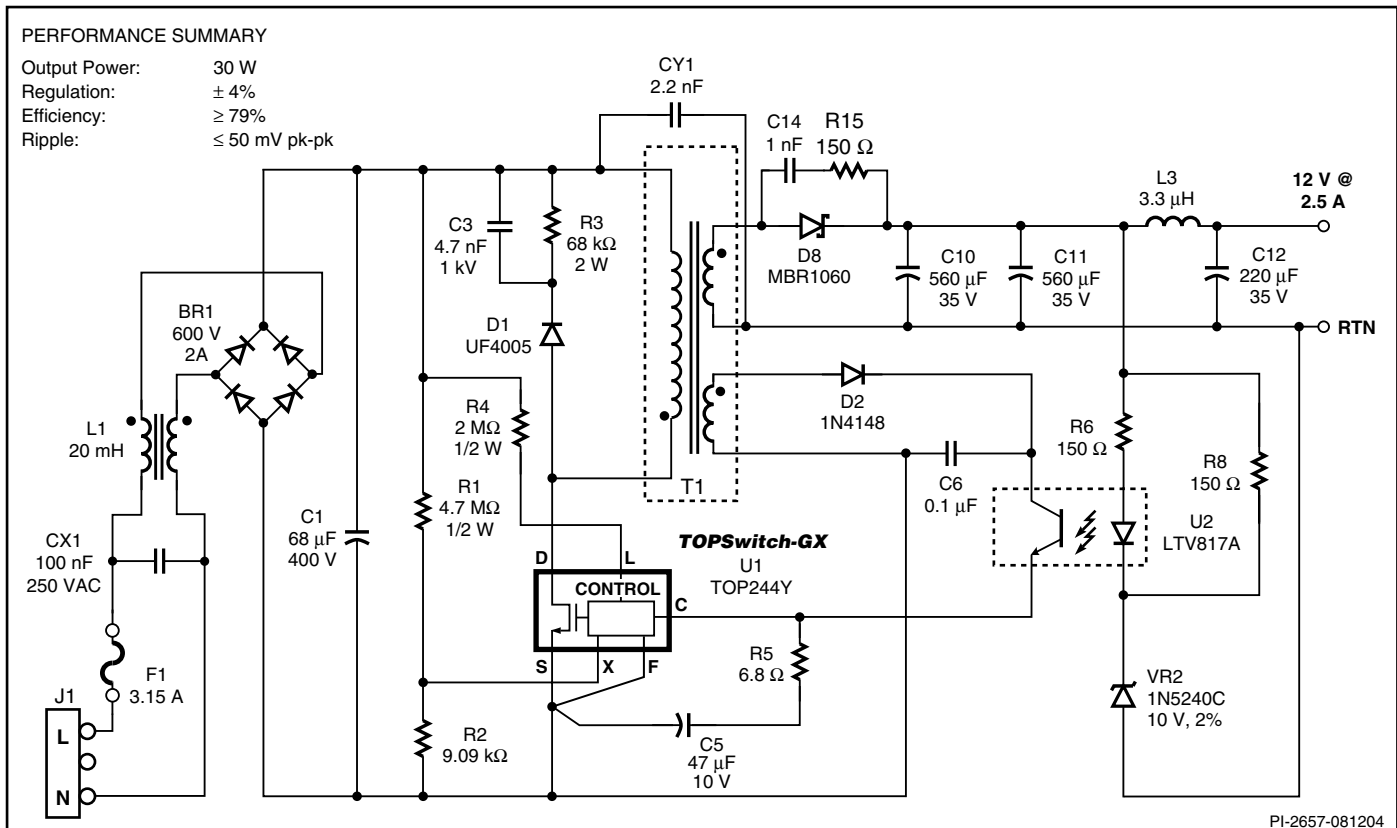 PERFORMANCE SUMMARY
Output Power: 30 W
Regulation: ± 4%
Efficiency: ≥ 79%
Ripple: ≤ 50 mV pk-pk
CY1
2.2 nF
C14
1 nF
R15
150 Ω
L3
3.3 µH
12 V @
2.5 A
C3
4.7 nF
1 kV
R3
68 kΩ
2 W
D8
MBR1060
C10
560 µF
35 V
C11
560 µF
35 V
C12
220 µF
35 V
RTN
BR1
600 V
2A
D1
UF4005
D2
1N4148
R4
2 MΩ
1/2 W
L1
20 mH
R6
150 Ω
R8
150 Ω
T1
C6
0.1 µF
R1
4.7 MΩ
1/2 W
C1
68 µF
400 V
CX1
100 nF
250 VAC
TOPSwitch-GX
U1
TOP244Y
U2
LTV817A
D
L
CONTROL
C
S
X
F
R5
6.8 Ω
F1
3.15 A
J1
L
N
R2
9.09 kΩ
C5
47 µF
10 V
VR2
1N5240C
10 V, 2%
PI-2657-081204